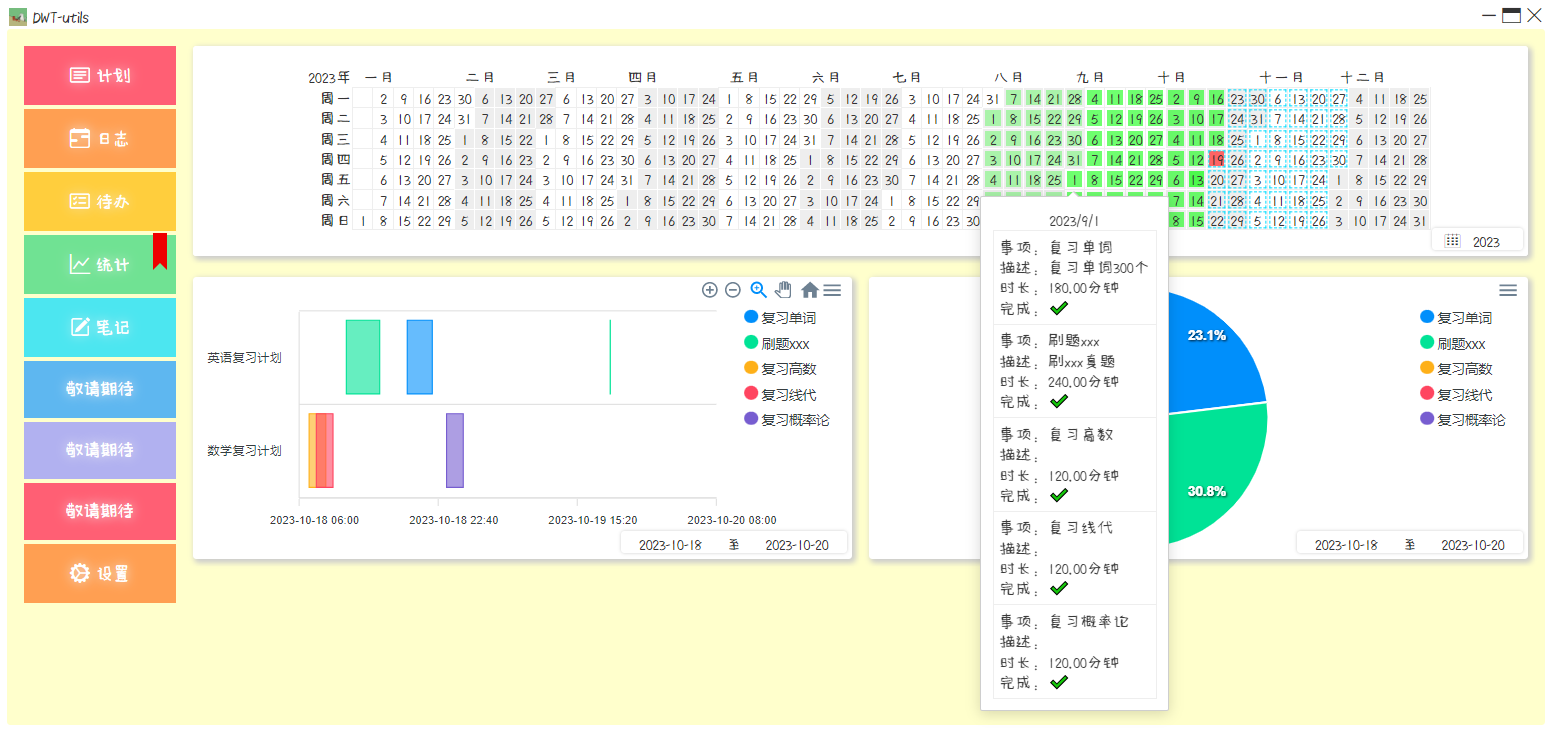 DWT-utils
计划
日志
待办
统计
笔记
敬请期待
敬请期待
敬请期待
设置
2023年 一月 二月 三月 四月 五月 六月 七月 八月 九月 十月 十一月 十二月
周一 2 9 16 23 30 6 13 20 27 6 13 20 27 3 10 17 24 1 8 15 22 29 5 12 19 26 3 10 17 24 31 7 14 21 28 4 11 18 25 2 9 16 23 30 6 13 20 27 4 11 18 25
周二 3 10 17 24 31 7 14 21 28 7 14 21 28 4 11 18 25 2 9 16 23 30 6 13 20 27 4 11 18 25 1 8 15 22 29 5 12 19 26 3 10 17 24 31 7 14 21 28 5 12 19 26
周三 4 11 18 25 1 8 15 22 1 8 15 22 29 5 12 19 26 3 10 17 24 31 7 14 21 28 5 12 19 26 2 9 16 23 30 6 13 20 27 4 11 18 25 1 8 15 22 29 6 13 20 27
周四 5 12 19 26 2 9 16 23 2 9 16 23 30 6 13 20 27 4 11 18 25 1 8 15 22 29 6 13 20 27 3 10 17 24 31 7 14 21 28 5 12 19 26 2 9 16 23 30 7 14 21 28
周五 6 13 20 27 3 10 17 24 3 10 17 24 31 7 14 21 28 5 12 19 26 2 9 16 23 30 7 14 21 28 4 11 18 25 1 8 15 22 29 6 13 20 27 3 10 17 24 1 8 15 22 29
周六 7 14 21 28 4 11 18 25 4 11 18 25 1 8 15 22 29 6 13 20 27 3 10 17 24 1 8 15 22 29 7 14 21 28 4 11 18 25 2 9 16 23 30
周日 1 8 15 22 29 5 12 19 26 5 12 19 26 2 9 16 23 30 7 14 21 28 4 11 18 25 2 9 16 23 30 8 15 22 29 5 12 19 26 3 10 17 24 31
2023
英语复习计划
数学复习计划
2023-10-18 06:00 2023-10-18 22:40 2023-10-19 15:20 2023-10-20 08:00
复习单词
刷题xxx
复习高数
复习线代
复习概率论
2023-10-18 至 2023-10-20
2023/9/1
事项：复习单词
描述：复习单词300个
时长：180.00分钟
完成：
事项：刷题xxx
描述：刷xxx真题
时长：240.00分钟
完成：
事项：复习高数
描述：
时长：120.00分钟
完成：
事项：复习线代
描述：
时长：120.00分钟
完成：
事项：复习概率论
描述：
时长：120.00分钟
完成：
23.1%
30.8%
复习单词
刷题xxx
复习高数
复习线代
复习概率论
2023-10-18 至 2023-10-20